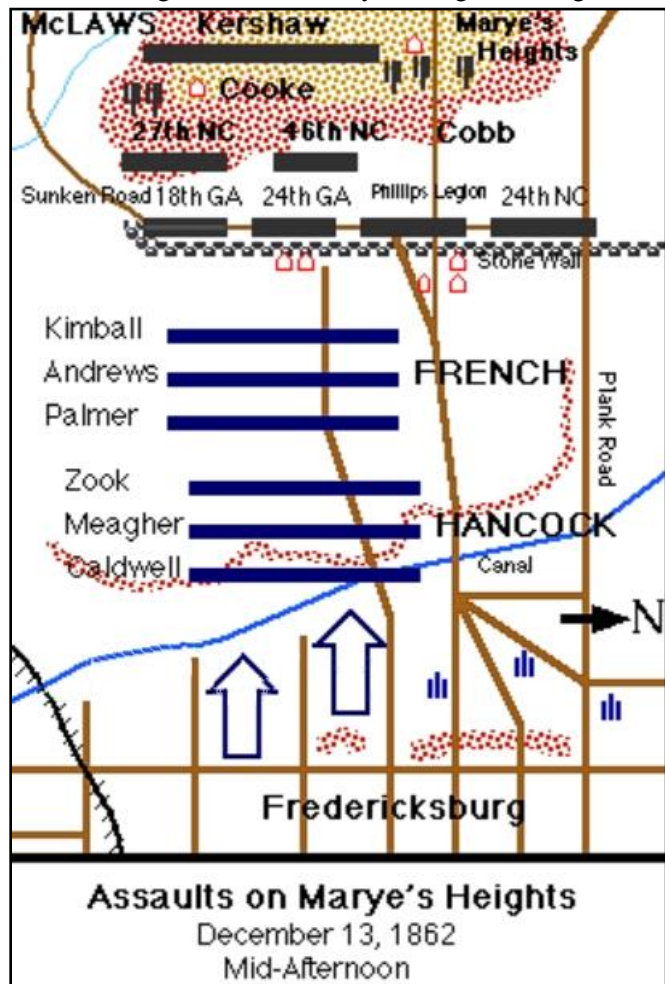 McLAWS Kershaw Marye's
Heights
Cooke
27th NC 46th NC Cobb
Sunken Road 18th GA 24th GA Phillips Legion 24th NC
Stone Wall
Kimball
Andrews FRENCH
Palmer
Plank Road
Zook
Meagher HANCOCK
Caldwell Canal
N
Fredericksburg
Assaults on Marye's Heights
December 13, 1862
Mid-Afternoon